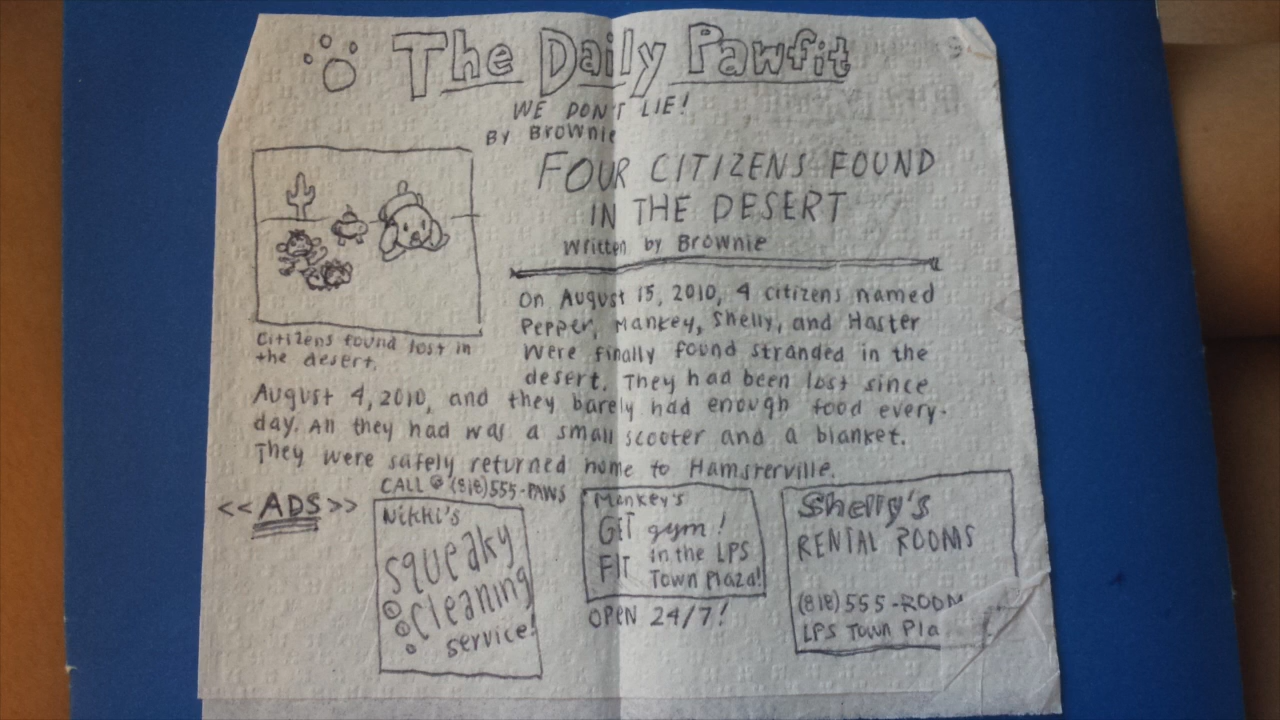 The Daily Pawfit
WE DON'T LIE!
BY BROWNIE
FOUR CITIZENS FOUND
IN THE DESERT
Written by Brownie
Citizens found lost in
the desert.
On August 15, 2010, 4 citizens named
Pepper, Mankey, Shelly, and Haster
were finally found stranded in the
desert. They had been lost since
August 4, 2010, and they barely had enough food every-
day. All they had was a small scooter and a blanket.
They were safely returned home to Hamsterville.
<< ADS >>
CALL @ (818)555-PAWS
Nikki's
Squeaky
Cleaning
service!
Mankey's
GET gym!
FIT in the LPS
Town Plaza!
OPEN 24/7!
Shelly's
RENTAL ROOMS
(818)555-ROOM
LPS Town Pla